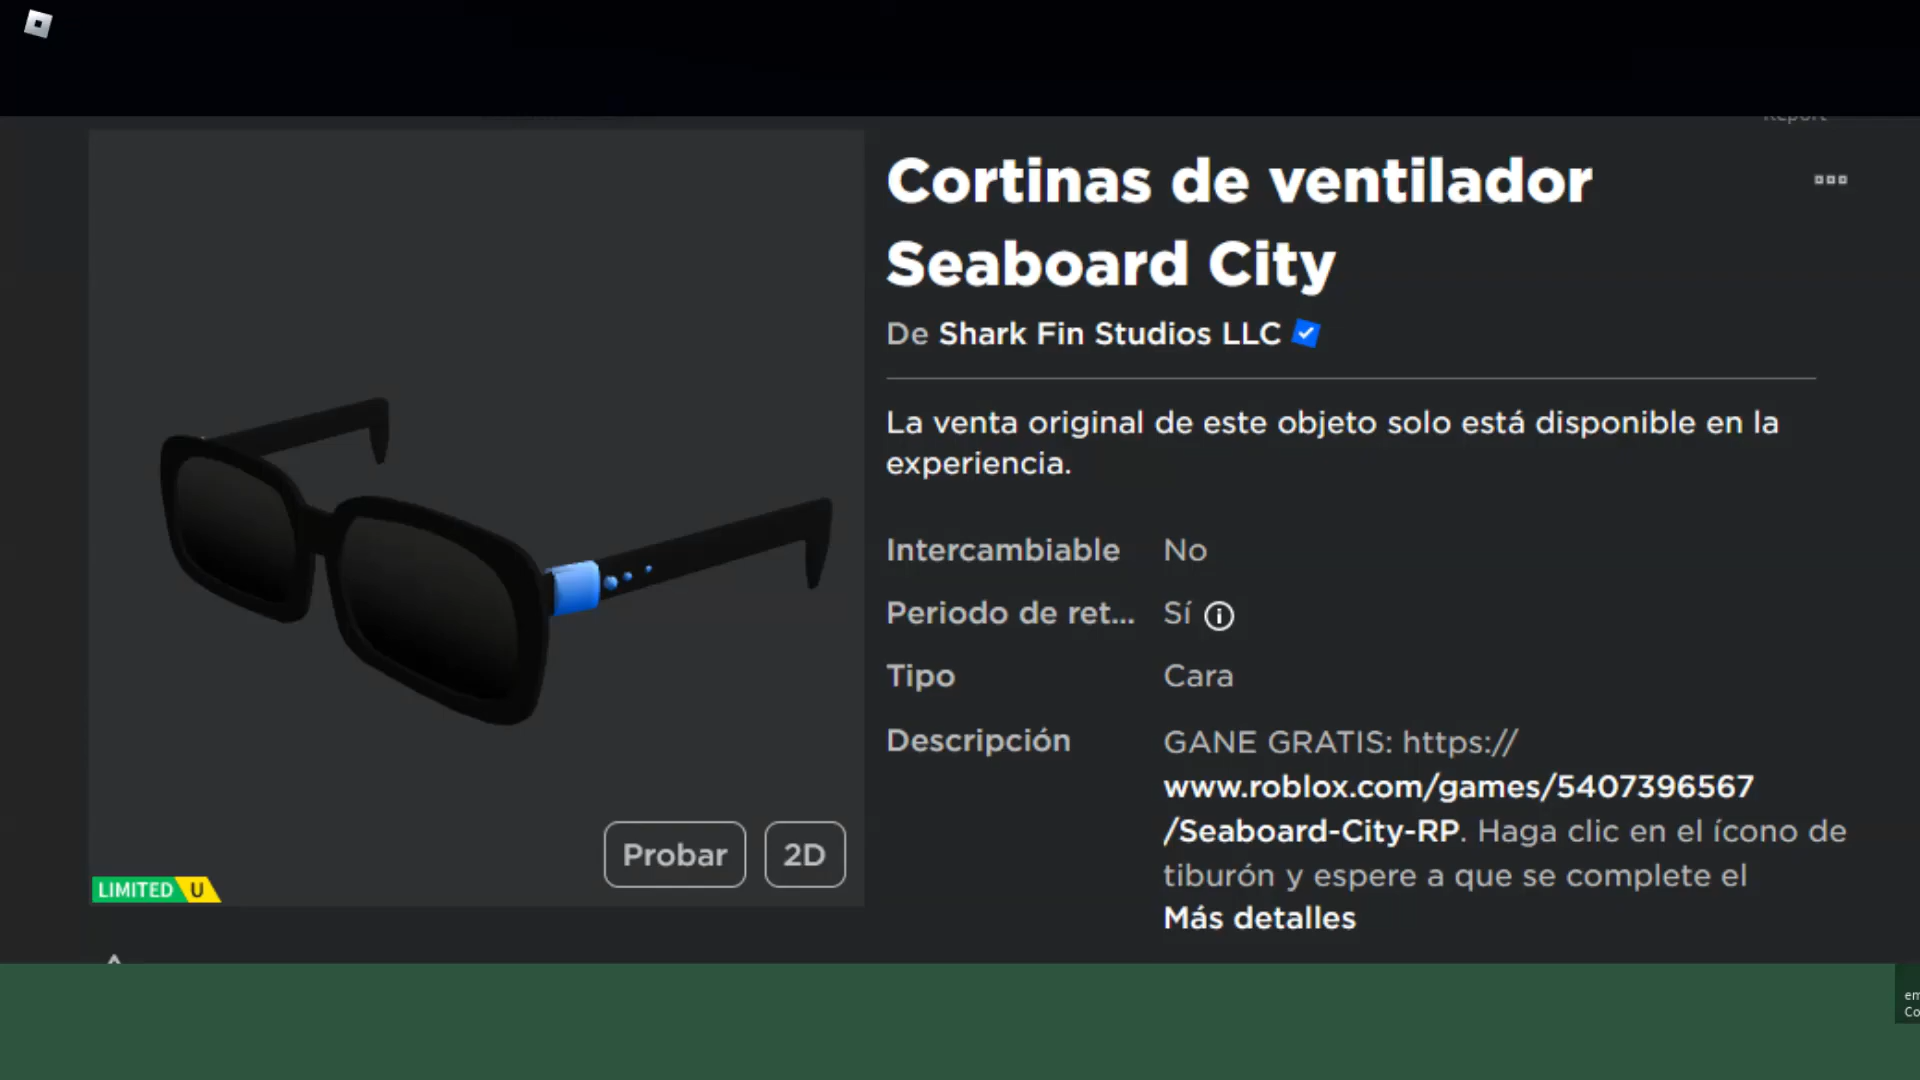 Report
Cortinas de ventilador
Seaboard City
De Shark Fin Studios LLC
La venta original de este objeto solo está disponible en la
experiencia.
Intercambiable No
Periodo de ret... Sí
Tipo Cara
Descripción GANE GRATIS: https://
www.roblox.com/games/5407396567
/Seaboard-City-RP. Haga clic en el ícono de
tiburón y espere a que se complete el
Más detalles
Probar 2D
LIMITED U